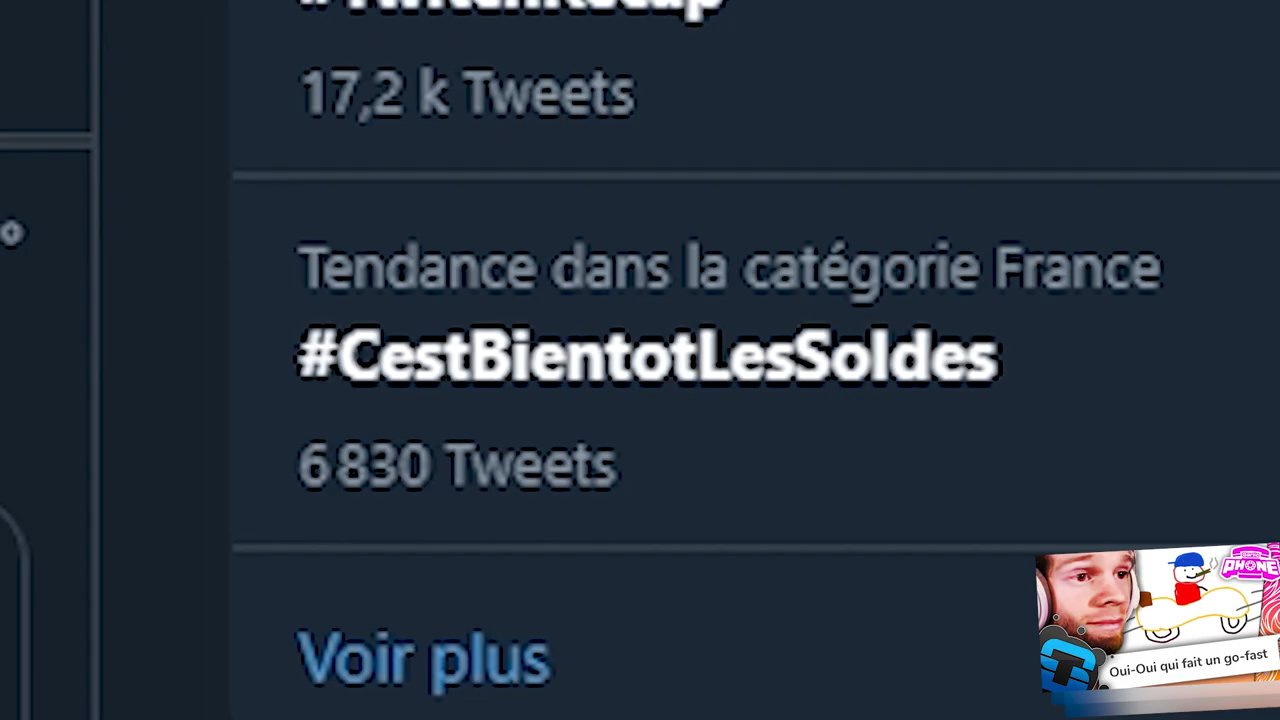 #TwitchRecap
17,2 k Tweets
Tendance dans la catégorie France
#CestBientotLesSoldes
6 830 Tweets
Voir plus
PHONE
Oui-Oui qui fait un go-fast